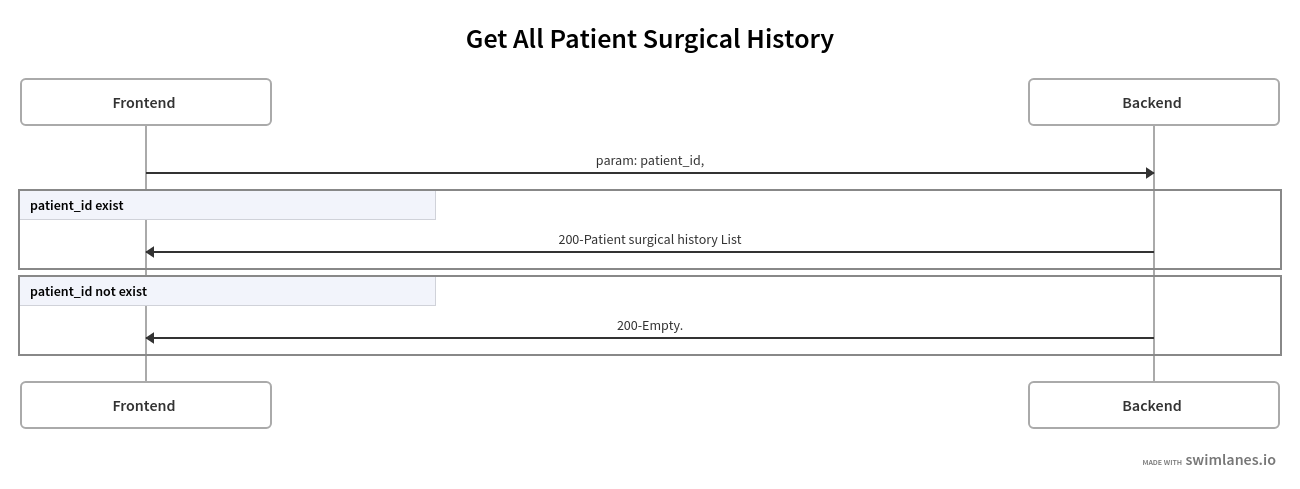 Get All Patient Surgical History
Frontend
Backend
param: patient_id,
patient_id exist
200-Patient surgical history List
patient_id not exist
200-Empty.
Frontend
Backend
MADE WITH swimlanes.io